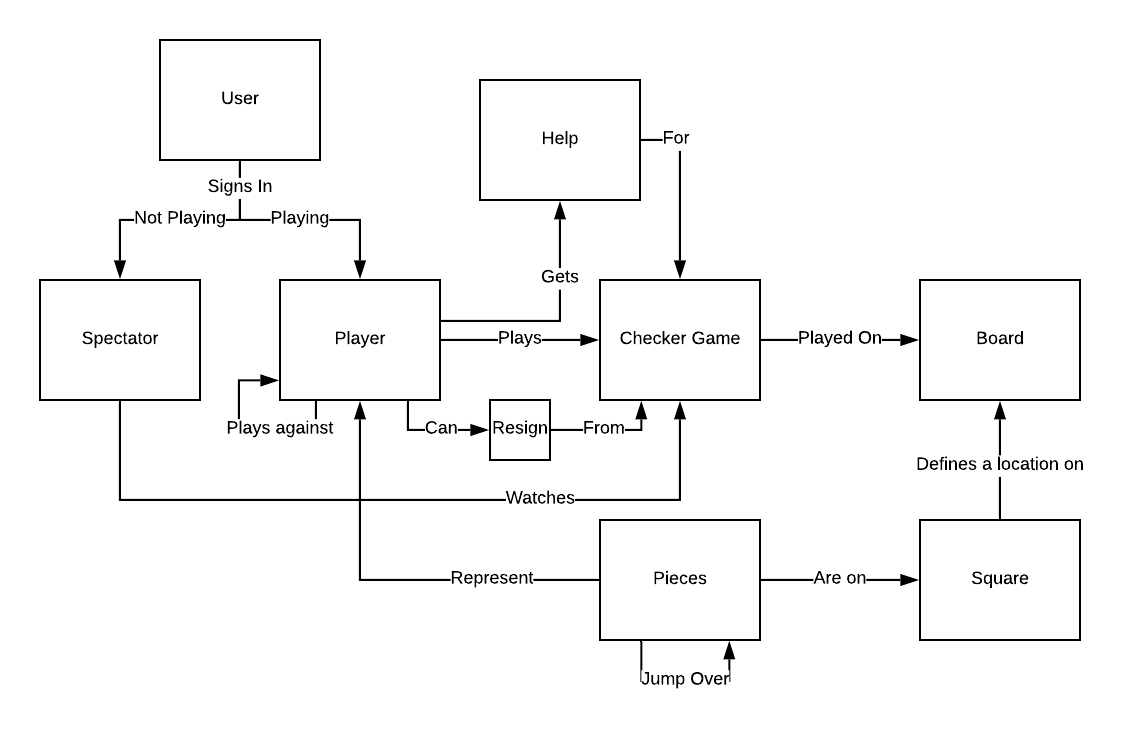 User
Help
For
Signs In
Not Playing
Playing
Gets
Spectator
Player
Plays
Checker Game
Played On
Board
Plays against
Can
Resign
From
Defines a location on
Watches
Represent
Pieces
Are on
Square
Jump Over